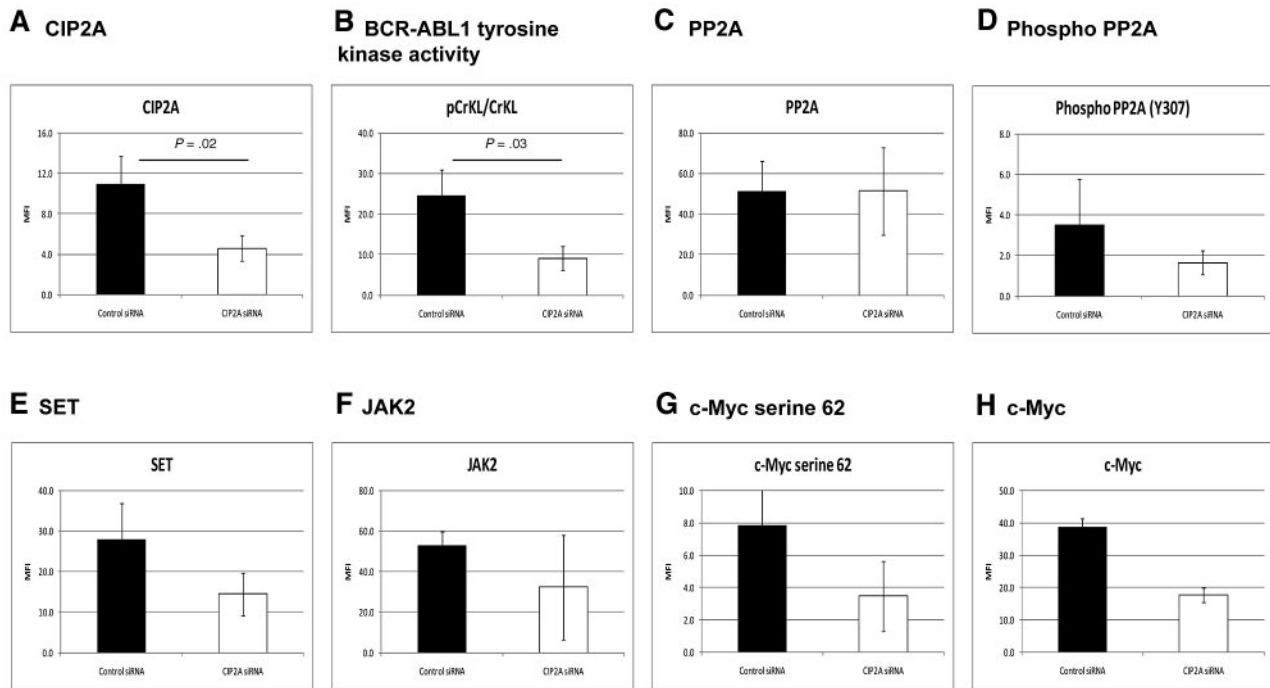 A CIP2A
B BCR-ABL1 tyrosine
kinase activity
C PP2A
D Phospho PP2A
CIP2A
16.0
12.0
8.0
4.0
0.0
MFI
P = .02
Control siRNA
CIP2A siRNA
pCrKL/CrKL
40.0
30.0
20.0
10.0
0.0
MFI
P = .03
Control siRNA
CIP2A siRNA
PP2A
80.0
60.0
40.0
20.0
0.0
MFI
Control siRNA
CIP2A siRNA
Phospho PP2A (Y307)
8.0
6.0
4.0
2.0
0.0
MFI
Control siRNA
CIP2A siRNA
E SET
F JAK2
G c-Myc serine 62
H c-Myc
SET
40.0
30.0
20.0
10.0
0.0
MFI
Control siRNA
CIP2A siRNA
JAK2
80.0
60.0
40.0
20.0
0.0
MFI
Control siRNA
CIP2A siRNA
c-Myc serine 62
10.0
8.0
6.0
4.0
2.0
0.0
MFI
Control siRNA
CIP2A siRNA
c-Myc
50.0
40.0
30.0
20.0
10.0
0.0
MFI
Control siRNA
CIP2A siRNA